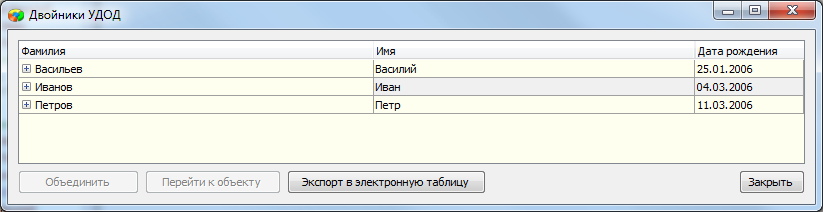 Двойники УДОД
Фамилия Имя Дата рождения
Васильев Василий 25.01.2006
Иванов Иван 04.03.2006
Петров Петр 11.03.2006
Объединить Перейти к объекту Экспорт в электронную таблицу Закрыть